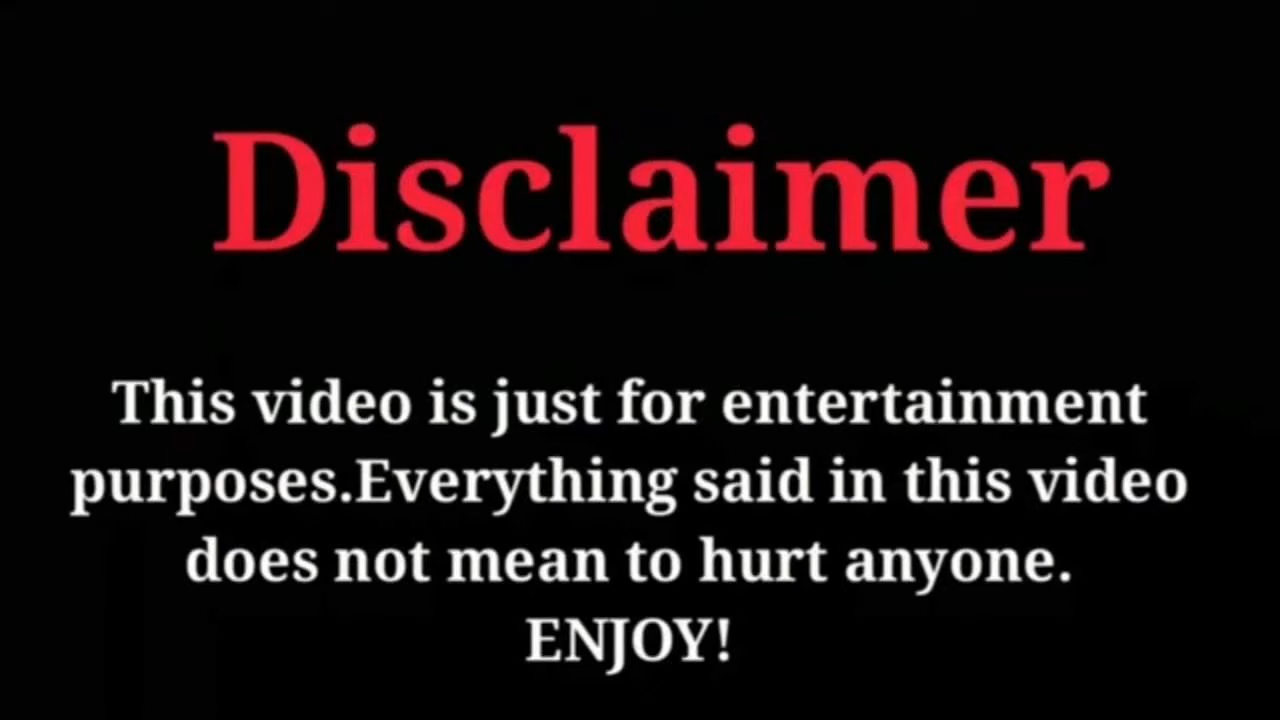 Disclaimer
This video is just for entertainment
purposes.Everything said in this video
does not mean to hurt anyone.
ENJOY!